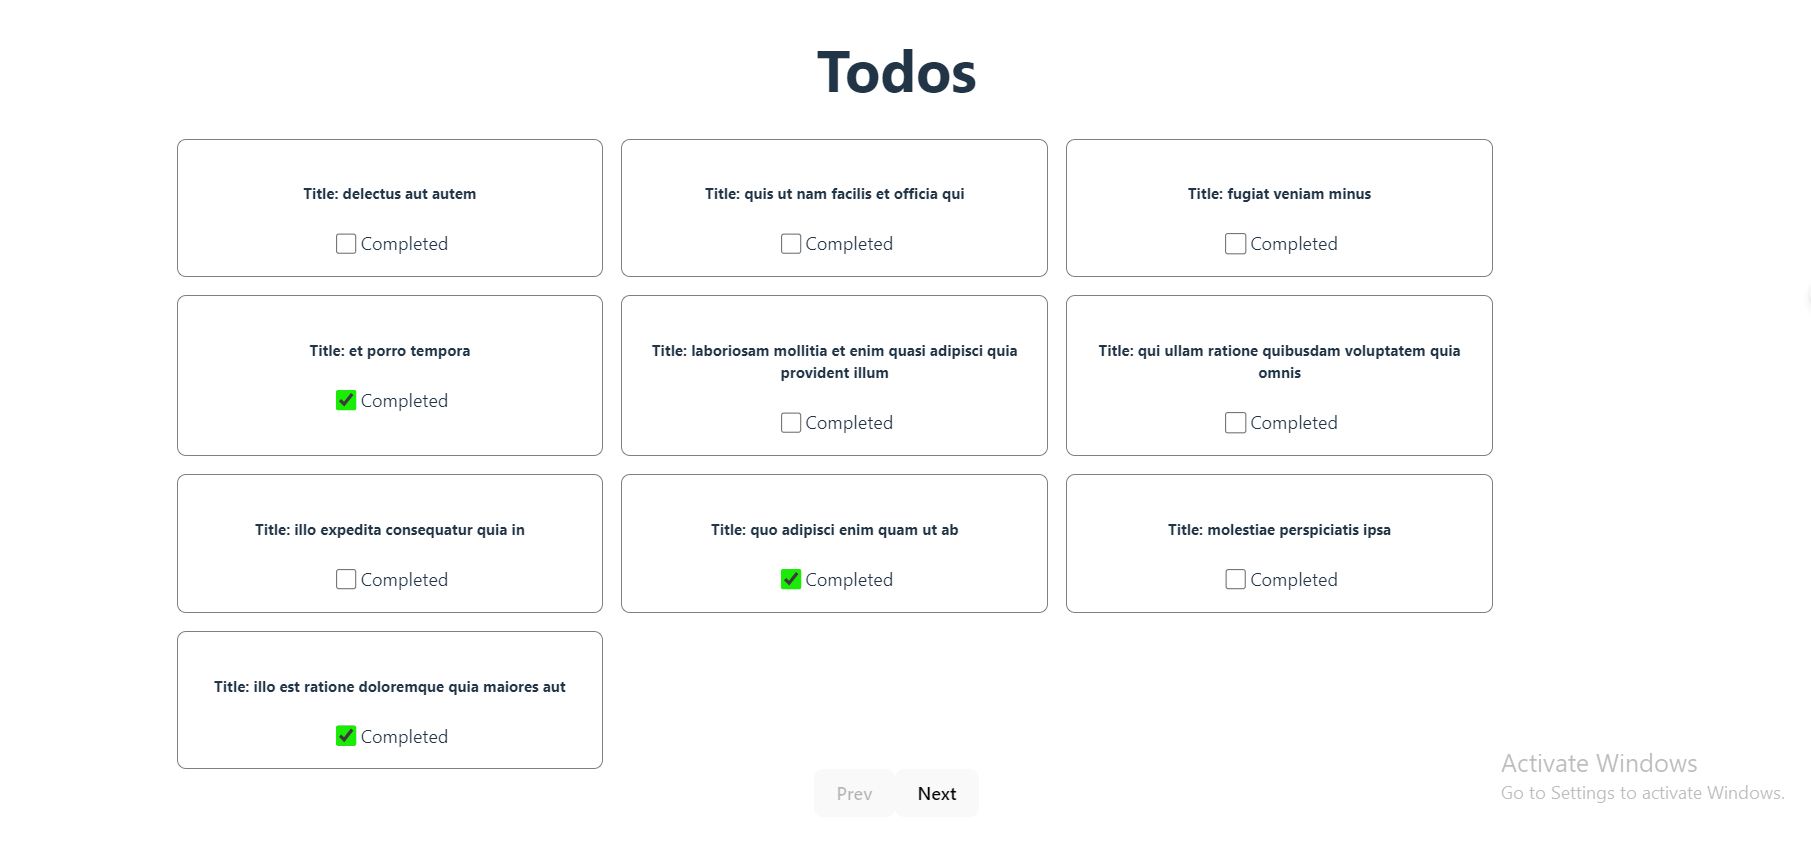 Todos
Title: delectus aut autem
Completed
Title: quis ut nam facilis et officia qui
Completed
Title: fugiat veniam minus
Completed
Title: et porro tempora
Completed
Title: laboriosam mollitia et enim quasi adipisci quia
provident illum
Completed
Title: qui ullam ratione quibusdam voluptatem quia
omnis
Completed
Title: illo expedita consequatur quia in
Completed
Title: quo adipisci enim quam ut ab
Completed
Title: molestiae perspiciatis ipsa
Completed
Title: illo est ratione doloremque quia maiores aut
Completed
Prev
Next
Activate Windows
Go to Settings to activate Windows.